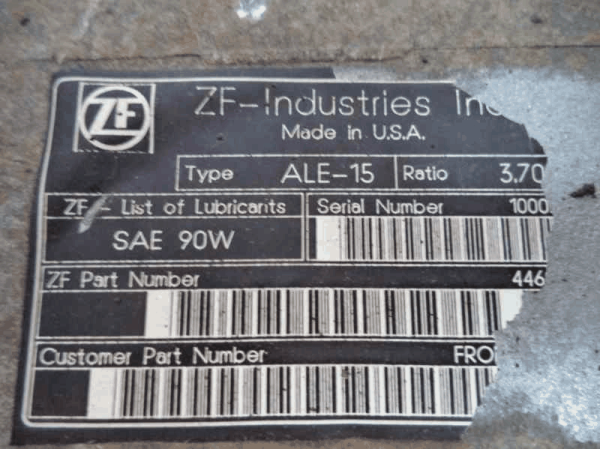 ZF
ZF-Industries
Made in U.S.A.
Type ALE-15 Ratio 3.70
ZF - List of Lubricants Serial Number 1000
SAE 90W
ZF Part Number 446
Customer Part Number FRO